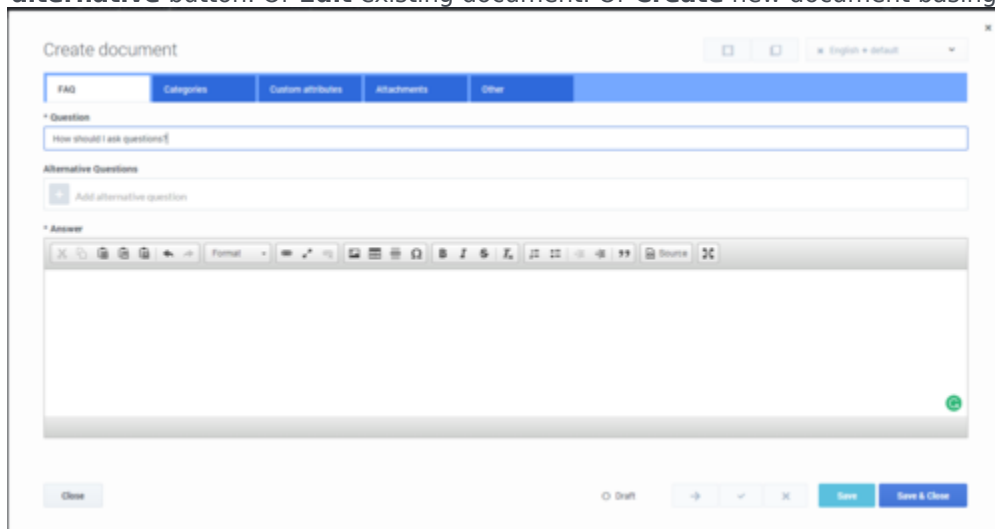 alternative button. Or Edit existing document. Or Create new document basing
Create document
English • default
FAQ Categories Custom attributes Attachments Other
* Question
How should I ask questions?
Alternative Questions
+ Add alternative question
* Answer
Format Source
Close Draft Save Save & Close